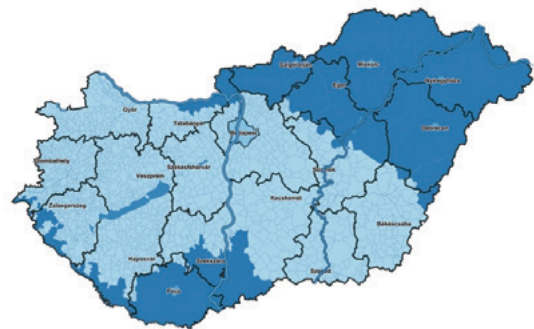 Salgótarján
Miskolc
Nyíregyháza
Eger
Debrecen
Győr
Tatabánya
Budapest
Szombathely
Veszprém
Székesfehérvár
Szolnok
Zalaegerszeg
Kecskemét
Békéscsaba
Kaposvár
Szekszárd
Szeged
Pécs